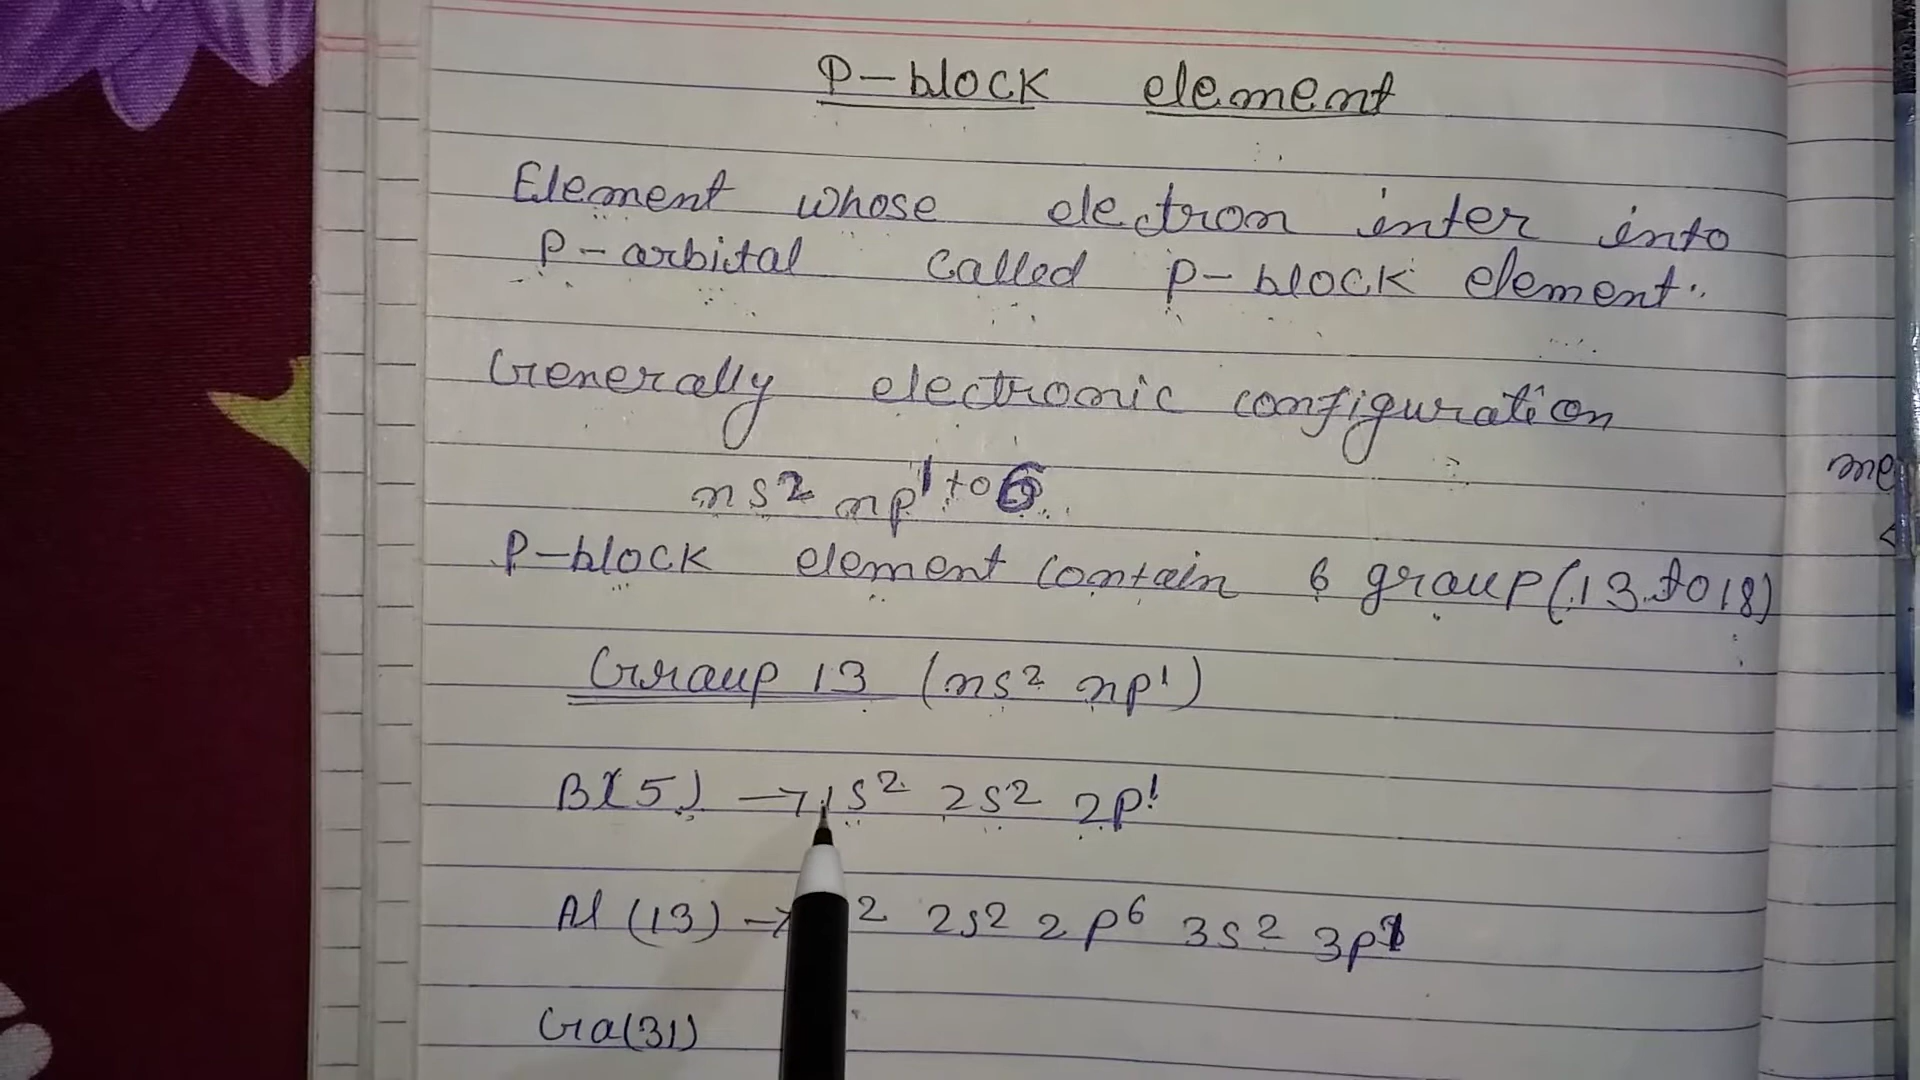 P-block element
Element whose electron inter into
P-arbital called p-block element.
Generally electronic configuration
ns² np¹ to 6
P-block element contain 6 group (13 to 18)
Group 13 (ns² np¹)
B(5) → 1s² 2s² 2p¹
Al (13) → ² 2s² 2p⁶ 3s² 3p¹
Ga(31)